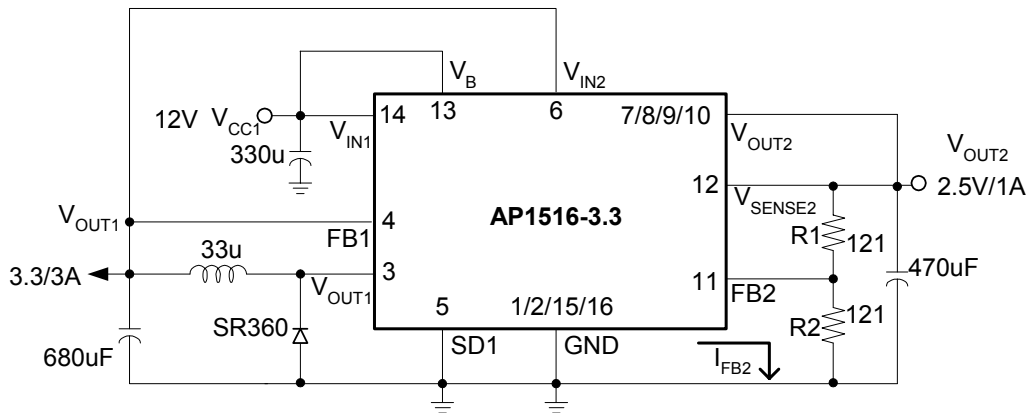 V_B
V_IN2
12V V_CC1
14
13
6
7/8/9/10
V_IN1
V_OUT2
330u
V_OUT2
12
2.5V/1A
V_SENSE2
V_OUT1
4
AP1516-3.3
R1
121
FB1
33u
3.3/3A
3
V_OUT1
11
FB2
470uF
5
1/2/15/16
SR360
R2
121
680uF
SD1
GND
I_FB2